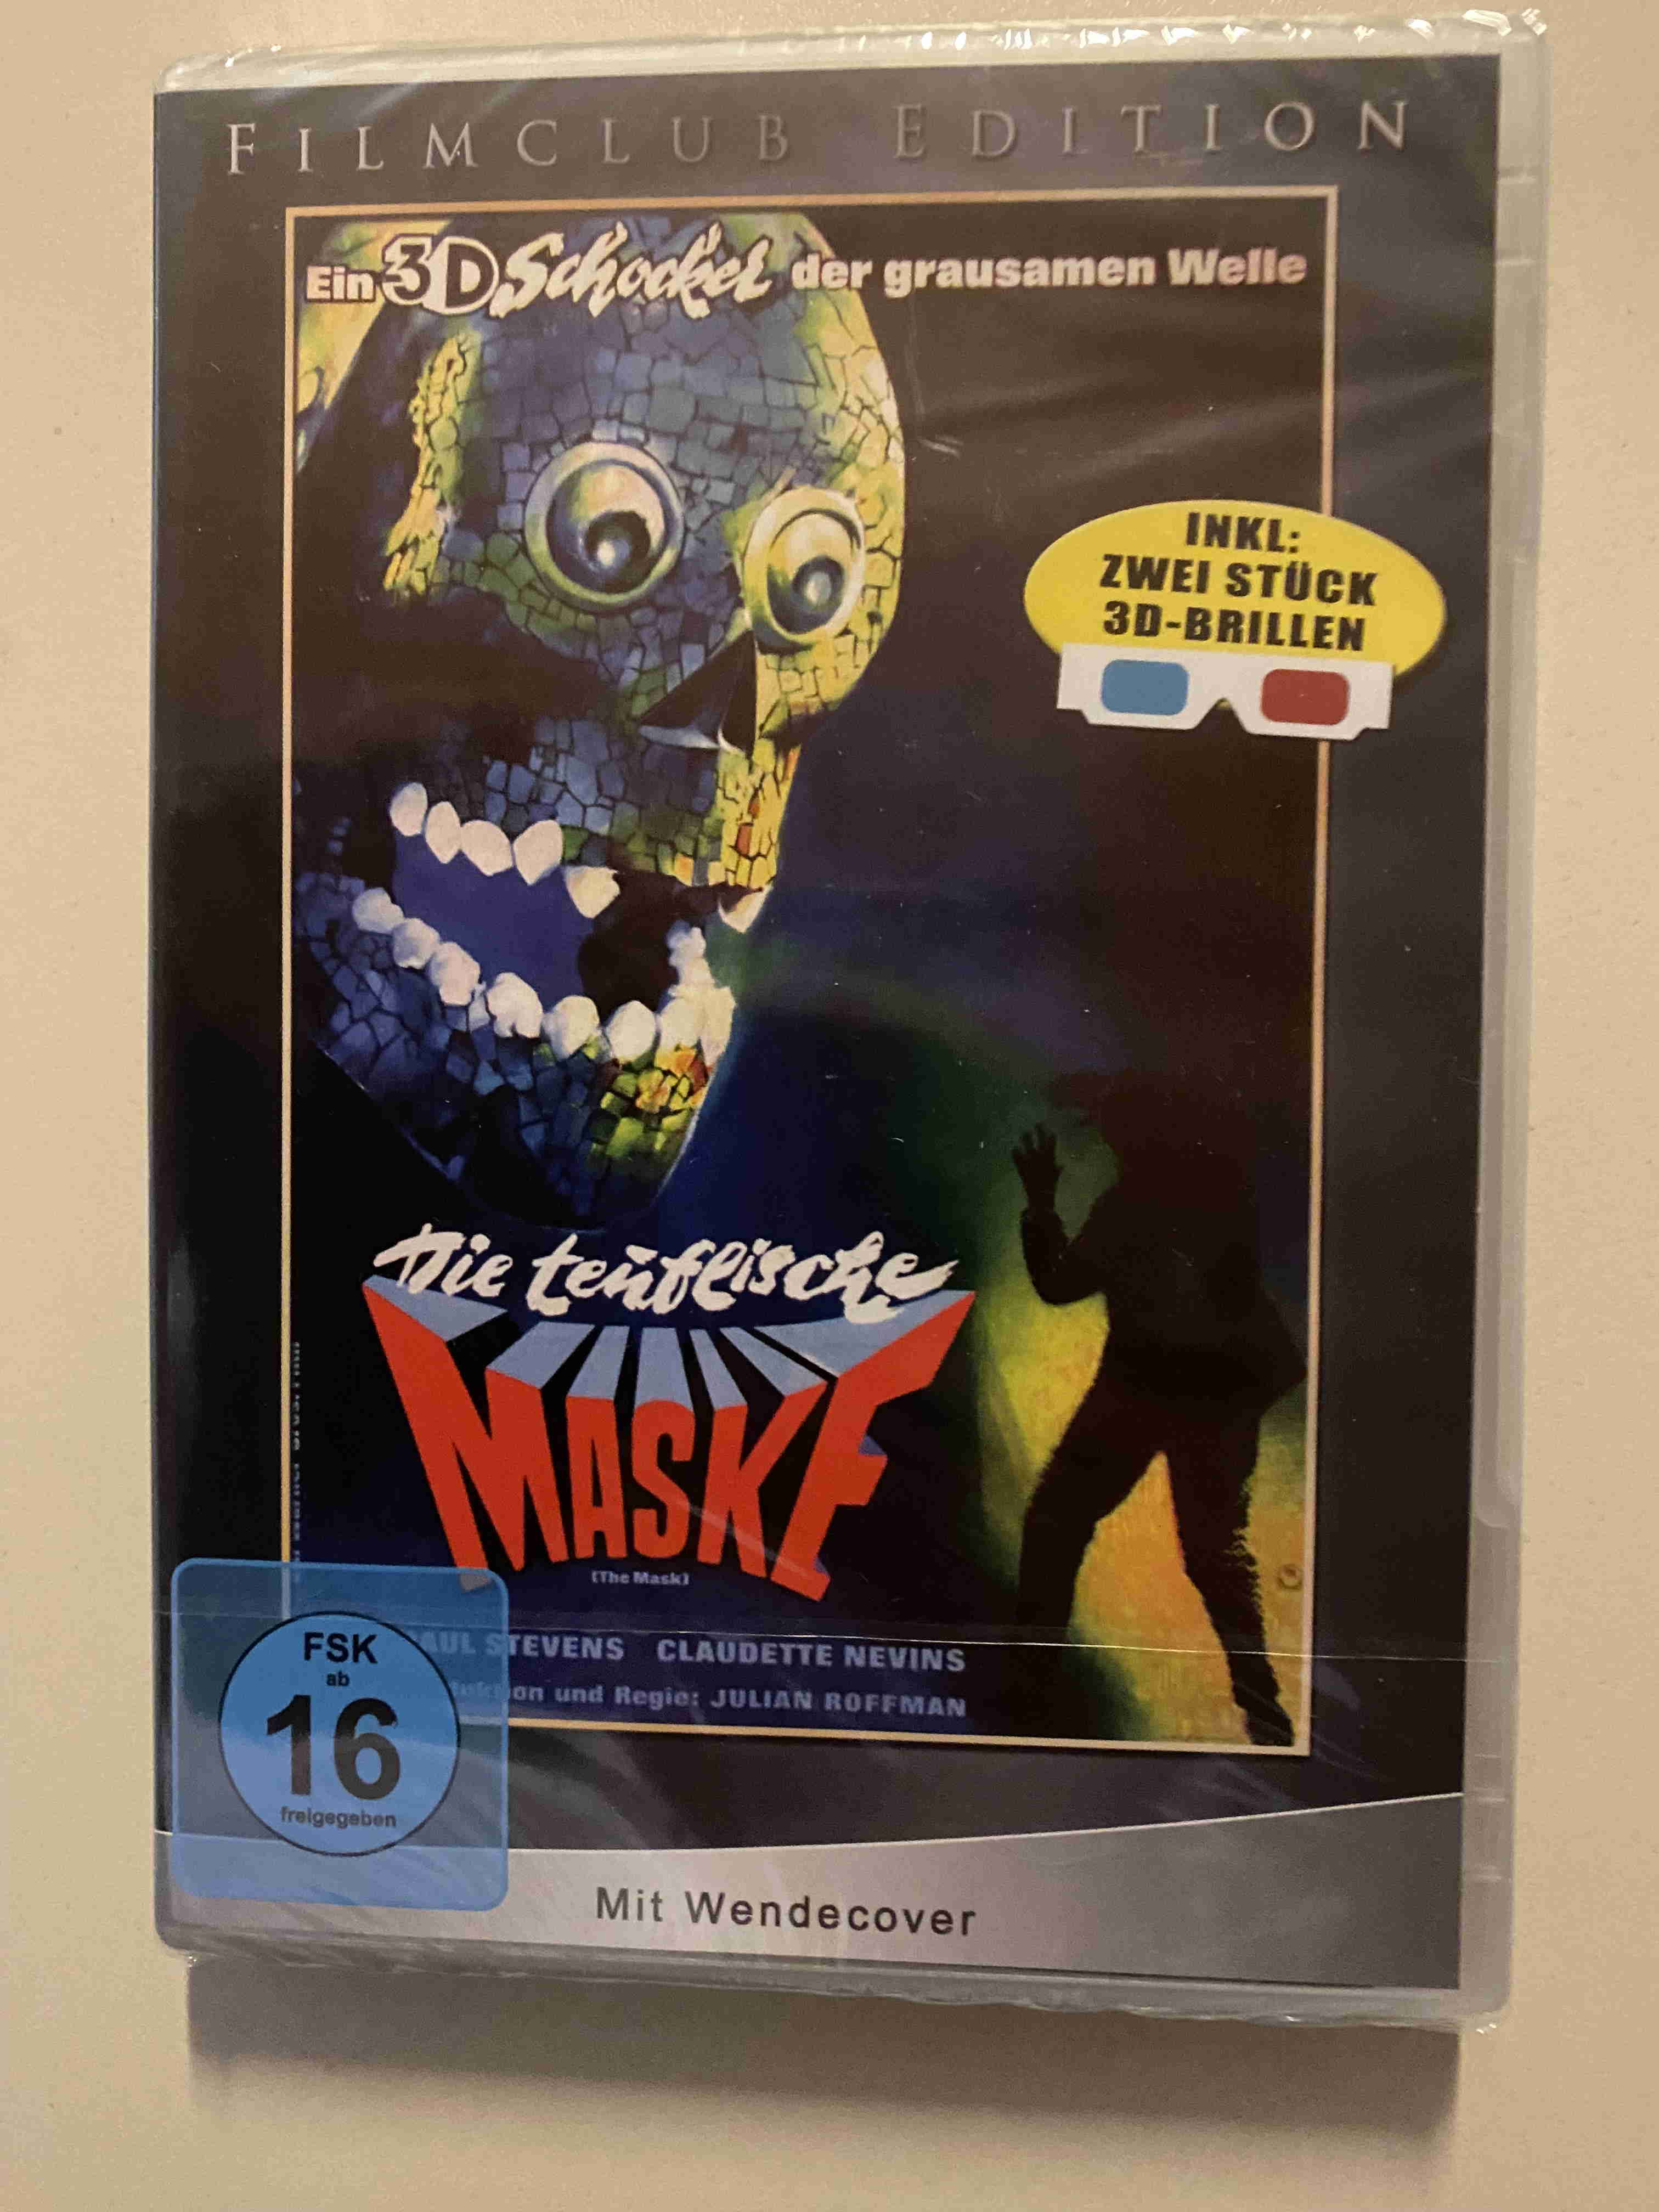 FILMCLUB EDITION
Ein 3D Schocker der grausamen Welle
INKL:
ZWEI STÜCK
3D-BRILLEN
Die teuflische
MASKE
(The Mask)
PAUL STEVENS CLAUDETTE NEVINS
und Regie: JULIAN ROFFMAN
FSK
ab
16
freigegeben
Mit Wendecover